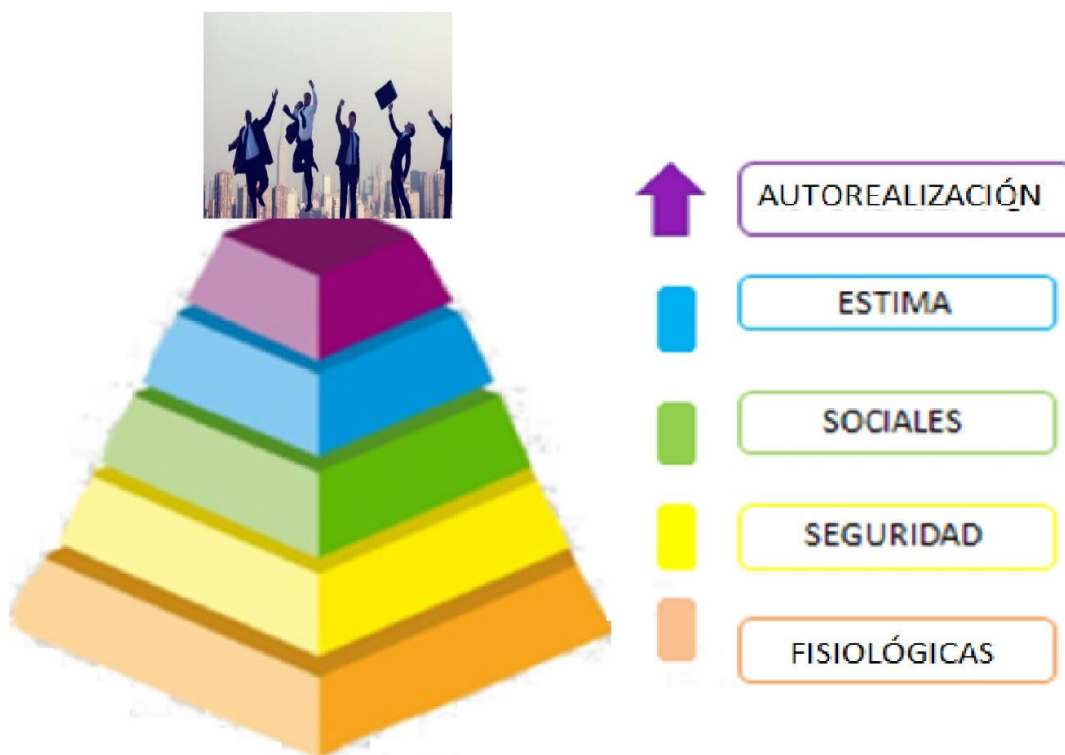 AUTOREALIZACIÓN
ESTIMA
SOCIALES
SEGURIDAD
FISIOLÓGICAS